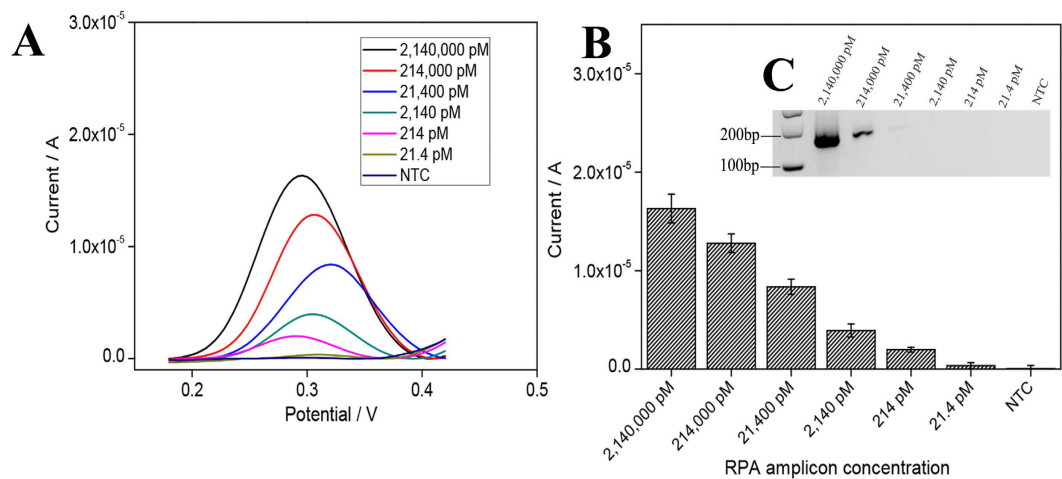 A
3.0x10⁻⁵
2.0x10⁻⁵
1.0x10⁻⁵
0.0
Current / A
0.2
0.3
0.4
0.5
Potential / V
2,140,000 pM
214,000 pM
21,400 pM
2,140 pM
214 pM
21.4 pM
NTC
B
3.0x10⁻⁵
2.0x10⁻⁵
1.0x10⁻⁵
0.0
Current / A
2,140,000 pM
214,000 pM
21,400 pM
2,140 pM
214 pM
21.4 pM
NTC
RPA amplicon concentration
C
2,140,000 pM
214,000 pM
21,400 pM
2,140 pM
214 pM
21.4 pM
NTC
200bp
100bp